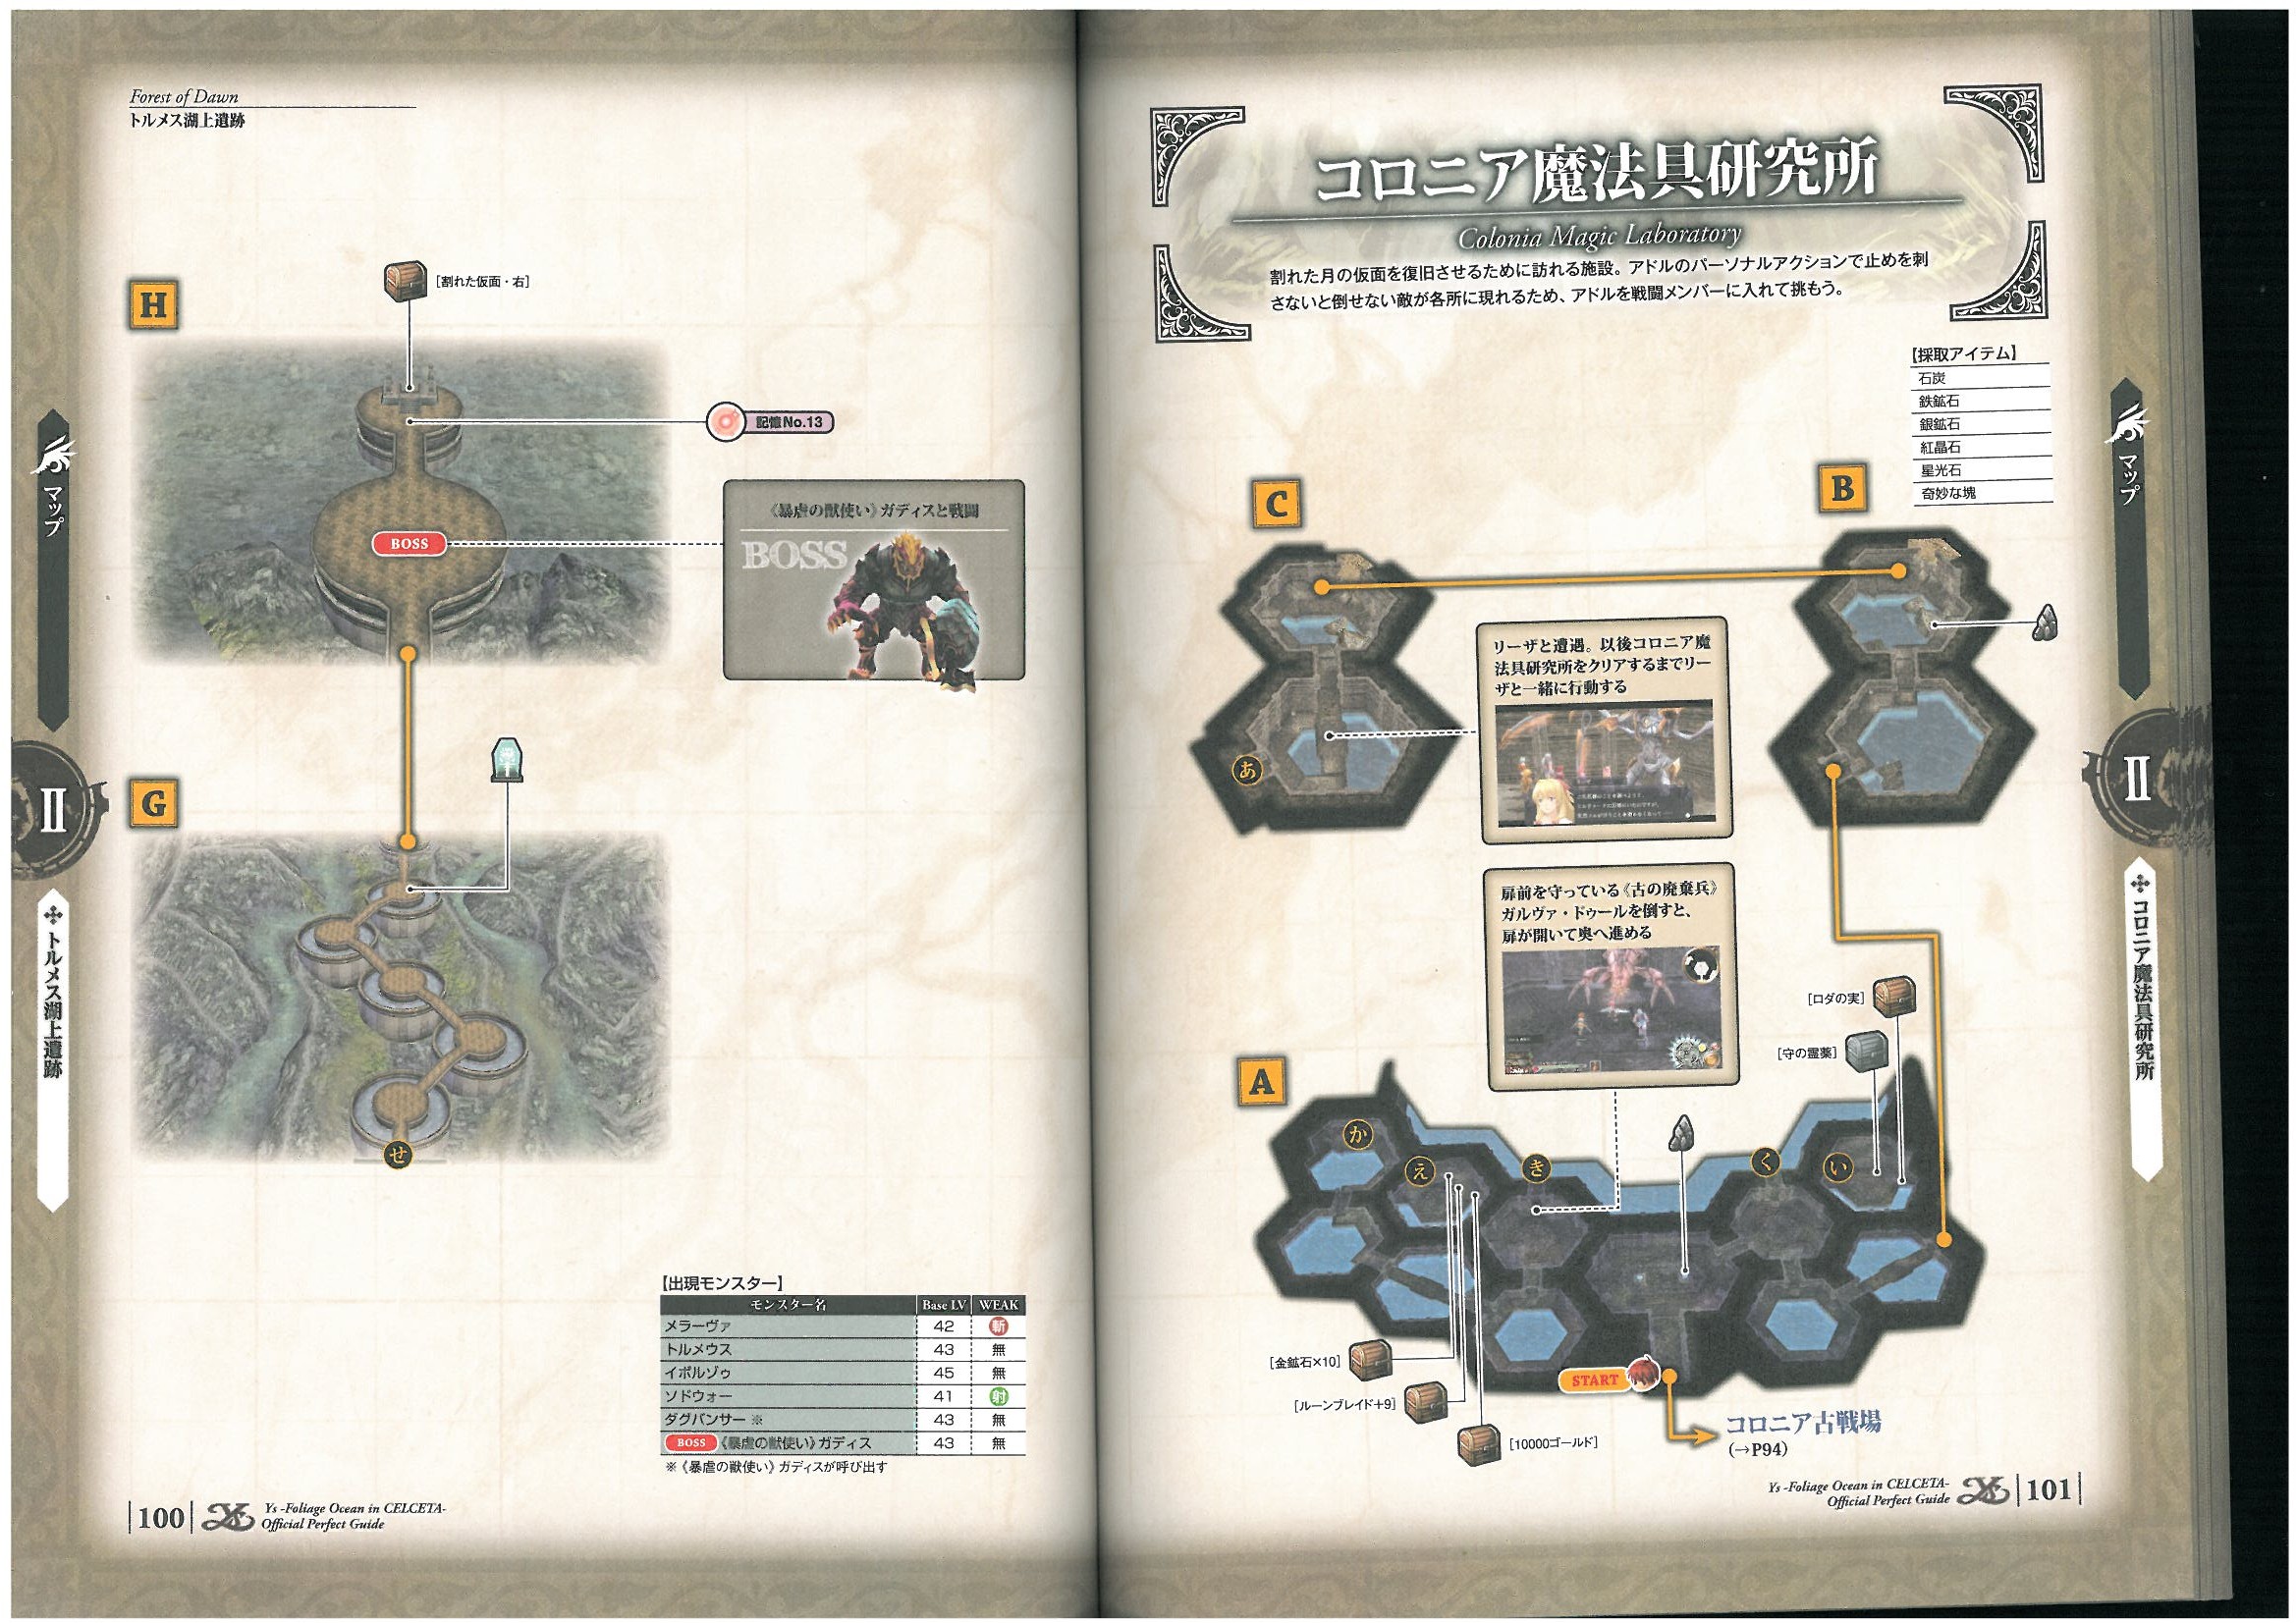 Forest of Dawn
トルメス湖上遺跡
H
[割れた仮面・右]
記憶No.13
BOSS
《暴虐の獣使い》ガディスと戦闘
BOSS
G
せ
【出現モンスター】
モンスター名 Base LV WEAK
メラーヴァ 42 斬
トルメウス 43 無
イポルゾゥ 45 無
ソドウォー 41 射
ダグバンサー ※ 43 無
BOSS 《暴虐の獣使い》ガディス 43 無
※《暴虐の獣使い》ガディスが呼び出す
マップ
II
トルメス湖上遺跡
100
Ys
Ys -Foliage Ocean in CELCETA-
Official Perfect Guide
コロニア魔法具研究所
Colonia Magic Laboratory
割れた月の仮面を復旧させるために訪れる施設。アドルのパーソナルアクションで止めを刺
さないと倒せない敵が各所に現れるため、アドルを戦闘メンバーに入れて挑もう。
【採取アイテム】
石炭
鉄鉱石
銀鉱石
紅晶石
星光石
奇妙な塊
C
B
リーザと遭遇。以後コロニア魔
法具研究所をクリアするまでリー
ザと一緒に行動する
あ
扉前を守っている《古の廃棄兵》
ガルヴァ・ドゥールを倒すと、
扉が開いて奥へ進める
[ロダの実]
[守の霊薬]
A
か
え
き
く
い
[金鉱石×10]
[ルーンブレイド+9]
[10000ゴールド]
START
コロニア古戦場
(→P94)
マップ
II
コロニア魔法具研究所
Ys -Foliage Ocean in CELCETA-
Official Perfect Guide
Ys
101